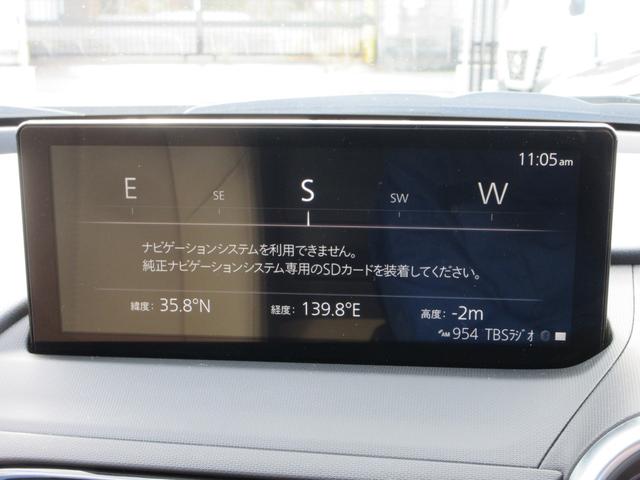 11:05am
E SE S SW W
ナビゲーションシステムを利用できません。
純正ナビゲーションシステム専用のSDカードを装着してください。
緯度: 35.8°N 経度: 139.8°E 高度: -2m
AM 954 TBSラジオ